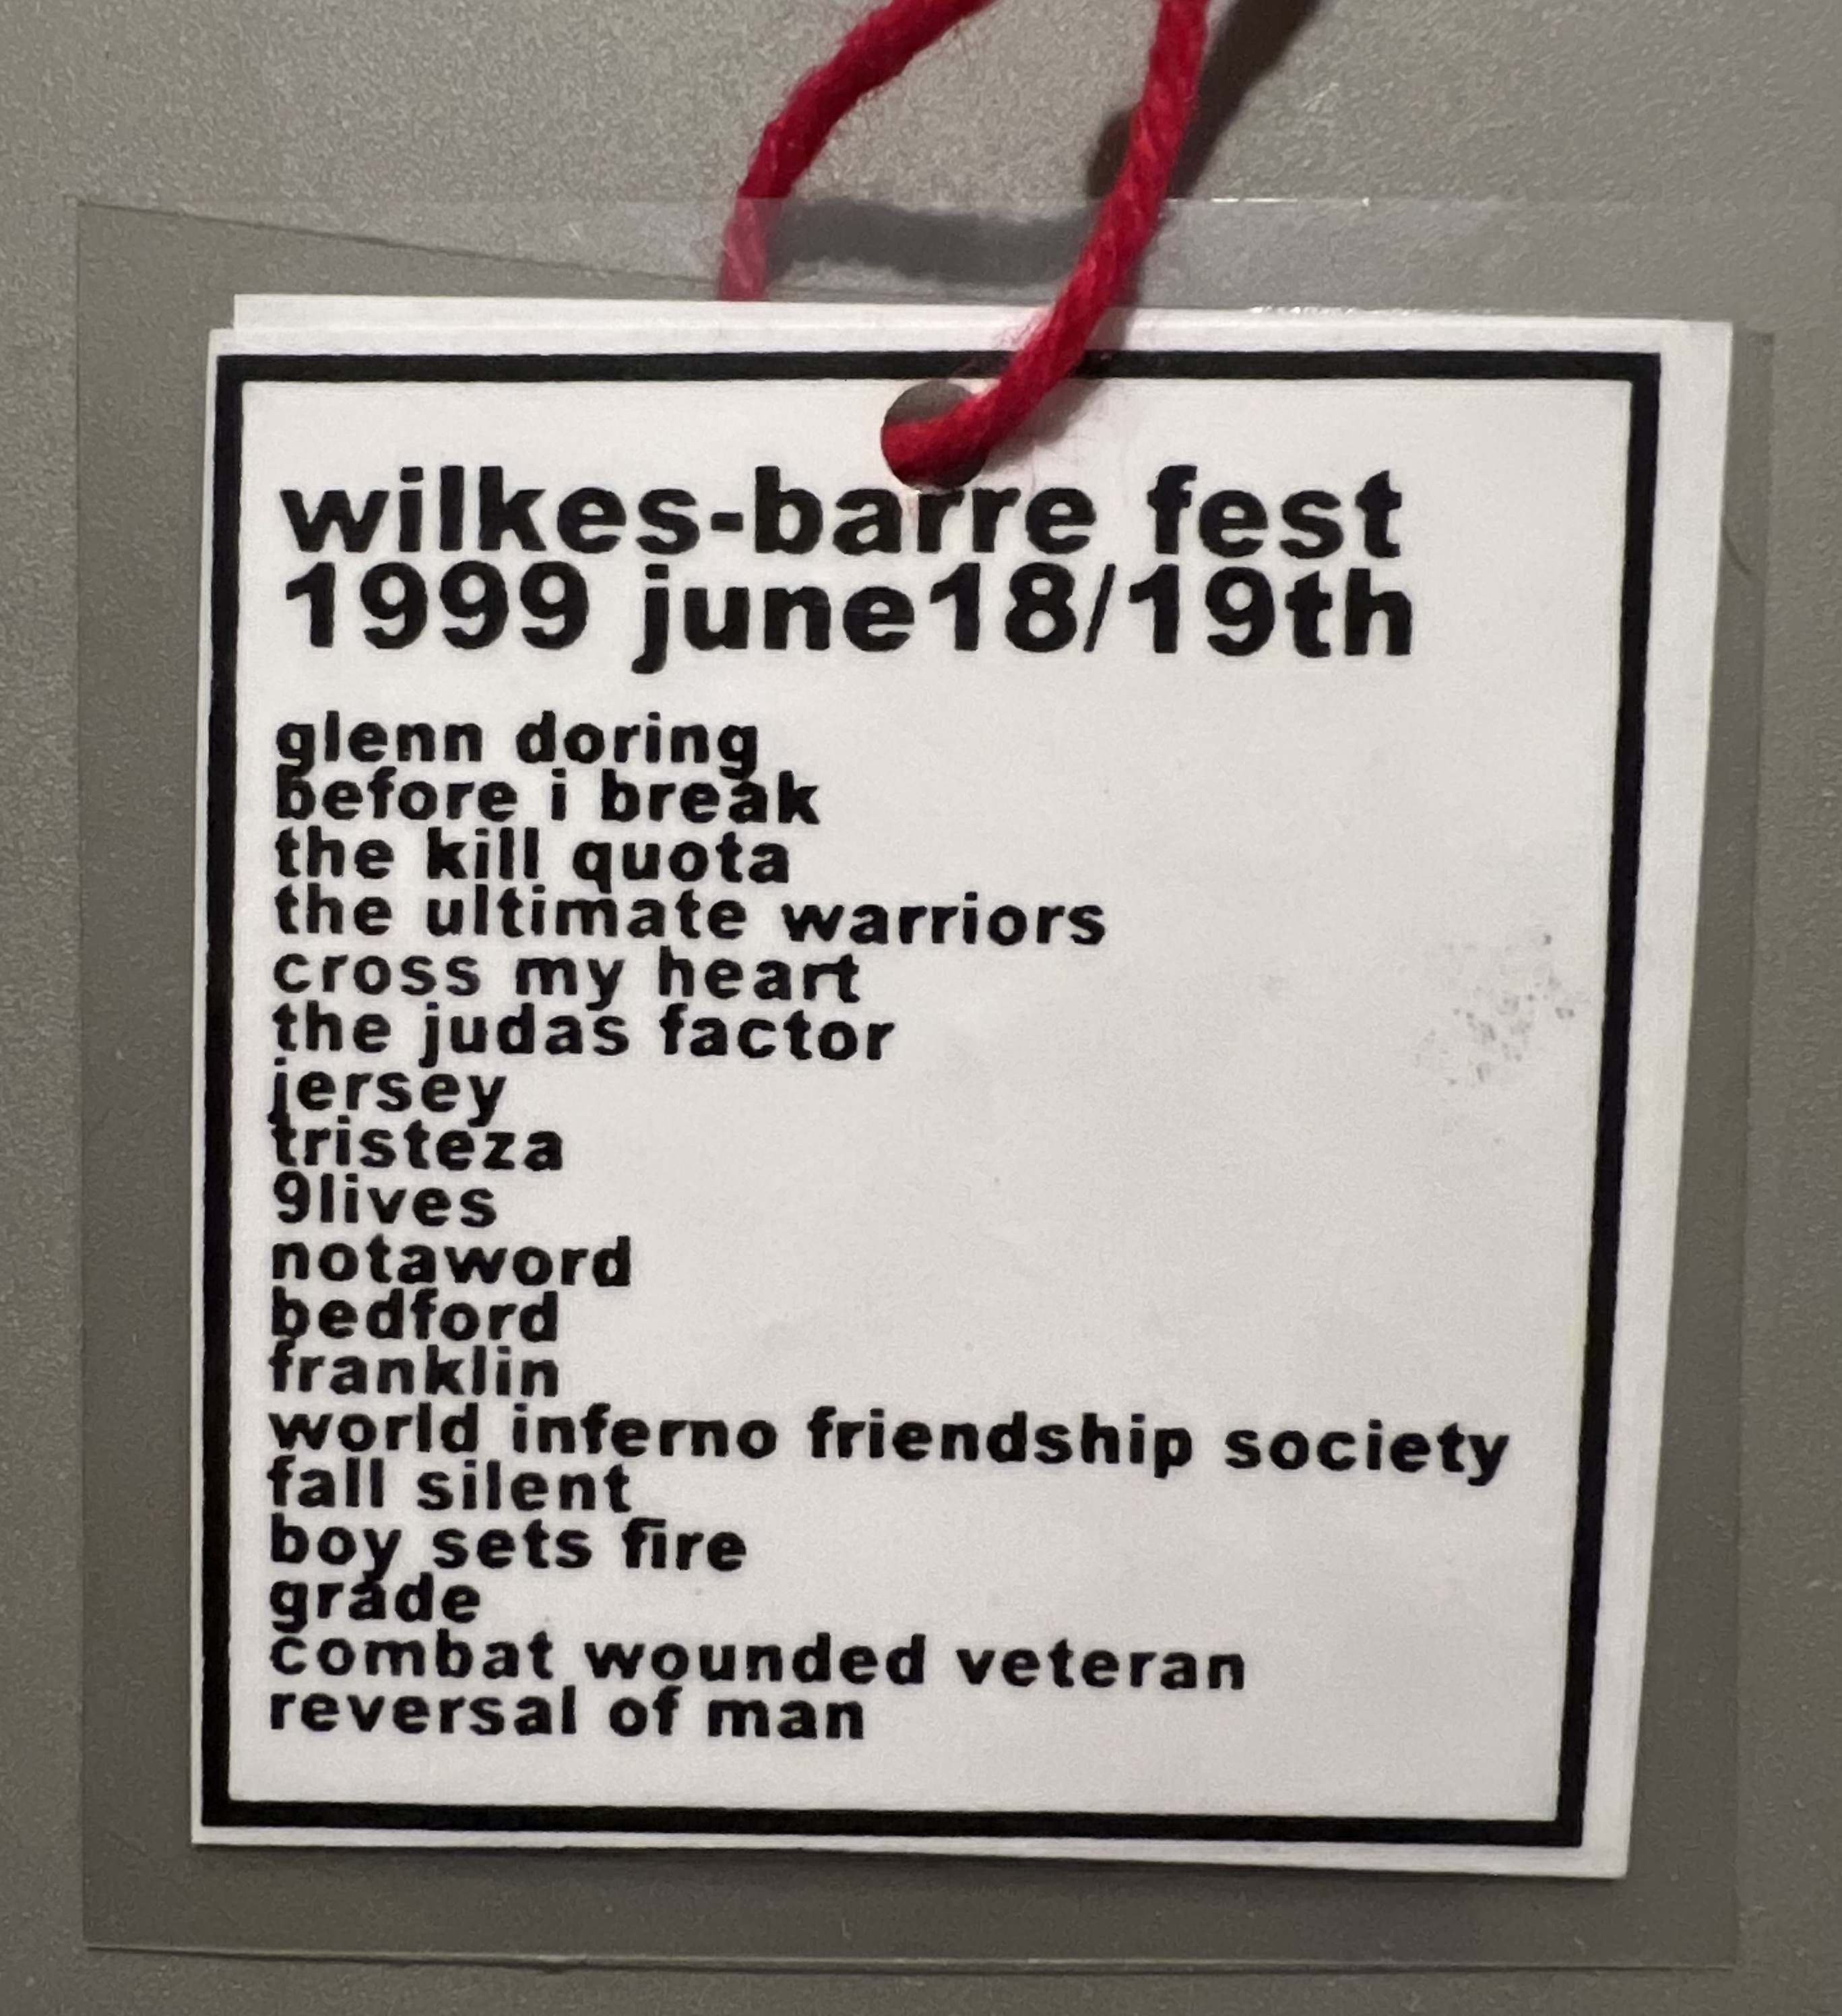 wilkes-barre fest
1999 june18/19th
glenn doring
before i break
the kill quota
the ultimate warriors
cross my heart
the judas factor
jersey
tristeza
9lives
notaword
bedford
franklin
world inferno friendship society
fall silent
boy sets fire
grade
combat wounded veteran
reversal of man